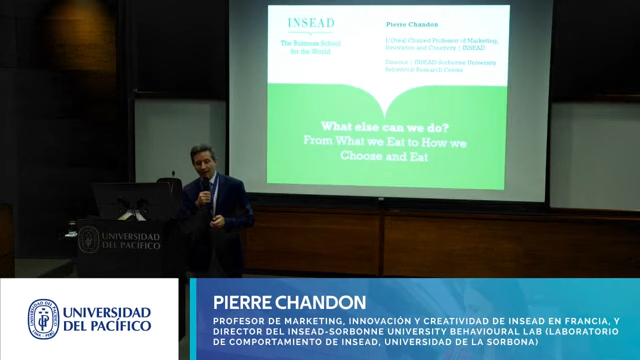 INSEAD
The Business School
for the World
Pierre Chandon
L'Oréal Chaired Professor of Marketing,
Innovation and Creativity | INSEAD
Director | INSEAD-Sorbonne University
Behavioral Research Center
What else can we do?
From What we Eat to How we
Choose and Eat
UNIVERSIDAD
DEL PACÍFICO
UNIVERSIDAD
DEL PACÍFICO
PIERRE CHANDON
PROFESOR DE MARKETING, INNOVACIÓN Y CREATIVIDAD DE INSEAD EN FRANCIA, Y
DIRECTOR DEL INSEAD-SORBONNE UNIVERSITY BEHAVIOURAL LAB (LABORATORIO
DE COMPORTAMIENTO DE INSEAD, UNIVERSIDAD DE LA SORBONA)